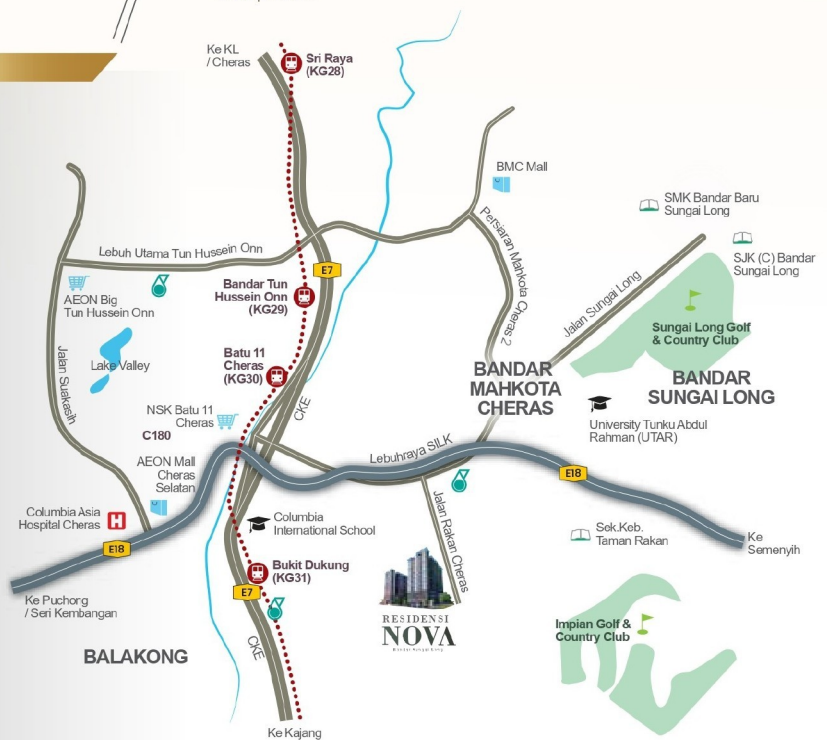 Ke KL
/ Cheras
Sri Raya
(KG28)
BMC Mall
SMK Bandar Baru
Sungai Long
SJK (C) Bandar
Sungai Long
Persiaran Mahkota Cheras 2
Lebuh Utama Tun Hussein Onn
E7
Jalan Sungai Long
AEON Big
Tun Hussein Onn
Bandar Tun
Hussein Onn
(KG29)
Sungai Long Golf
& Country Club
Lake Valley
Jalan Suakasih
Batu 11
Cheras
(KG30)
CKE
BANDAR
MAHKOTA
CHERAS
BANDAR
SUNGAI LONG
NSK Batu 11
Cheras
C180
University Tunku Abdul
Rahman (UTAR)
AEON Mall
Cheras
Selatan
Lebuhraya SILK
E18
Columbia Asia
Hospital Cheras
H
Columbia
International School
Jalan Rakan Cheras
Sek.Keb.
Taman Rakan
Ke
Semenyih
E18
Bukit Dukung
(KG31)
E7
Ke Puchong
/ Seri Kembangan
RESIDENSI
NOVA
Bandar Sungai Long
Impian Golf &
Country Club
BALAKONG
CKE
Ke Kajang